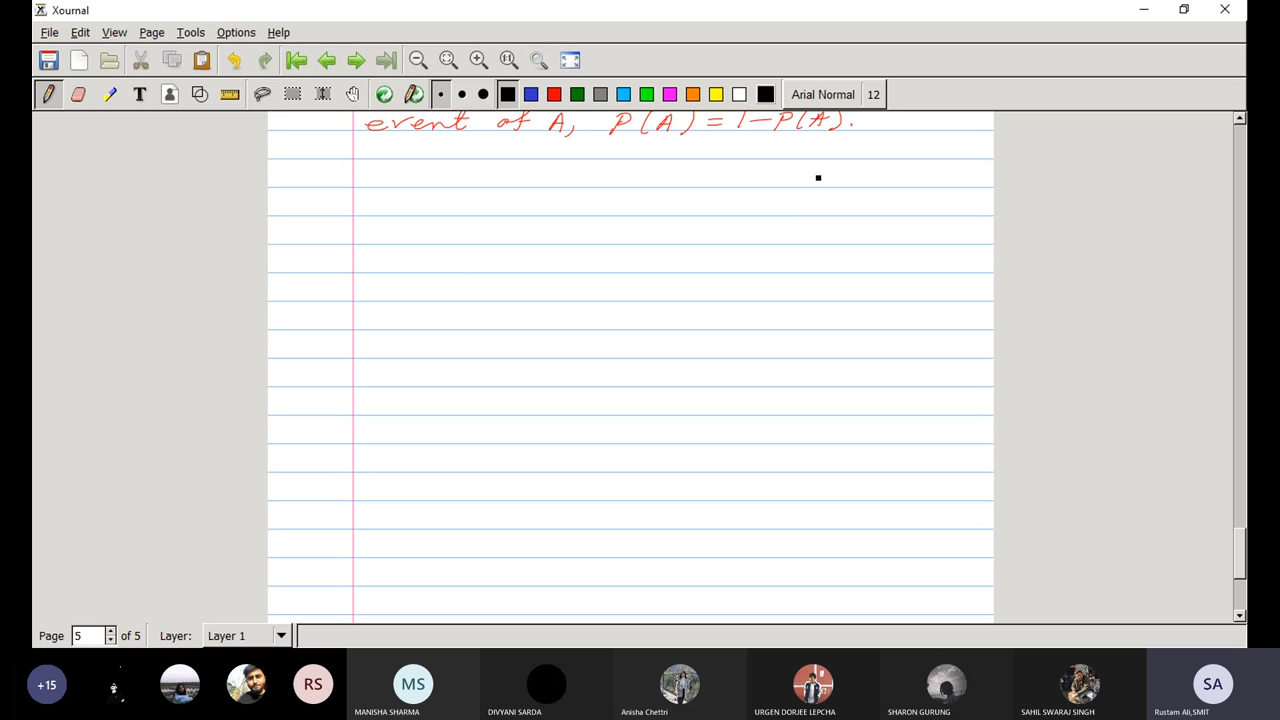 Xournal
File Edit View Page Tools Options Help
T Arial Normal 12
event of A, P(A) = 1-P(A).
Page 5 of 5 Layer: Layer 1
+15 RS MS SA
MANISHA SHARMA DIVYANI SARDA Anisha Chettri URGEN DORJEE LEPCHA SHARON GURUNG SAHIL SWARAJ SINGH Rustam Ali,SMIT